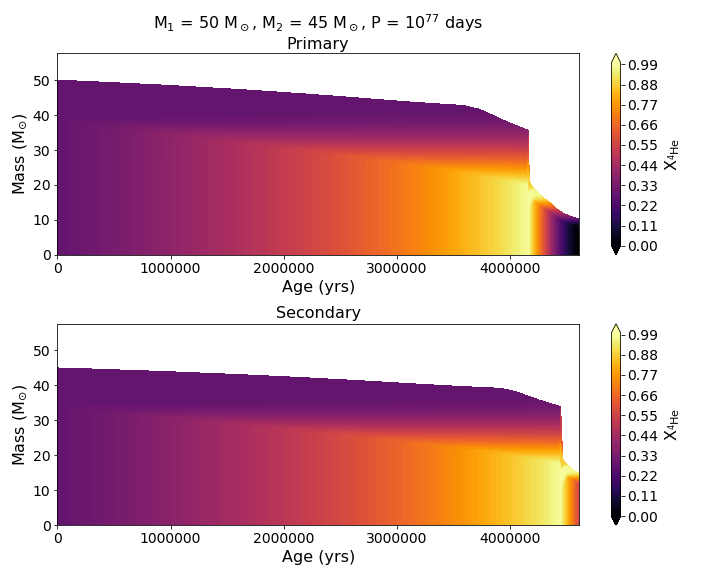 M₁ = 50 M_⊙, M₂ = 45 M_⊙, P = 10⁷⁷ days
Primary
Mass (M⊙)
50
40
30
20
10
0
0 1000000 2000000 3000000 4000000
Age (yrs)
0.99
0.88
0.77
0.66
0.55
0.44
0.33
0.22
0.11
0.00
X⁴He
Secondary
Mass (M⊙)
50
40
30
20
10
0
0 1000000 2000000 3000000 4000000
Age (yrs)
0.99
0.88
0.77
0.66
0.55
0.44
0.33
0.22
0.11
0.00
X⁴He